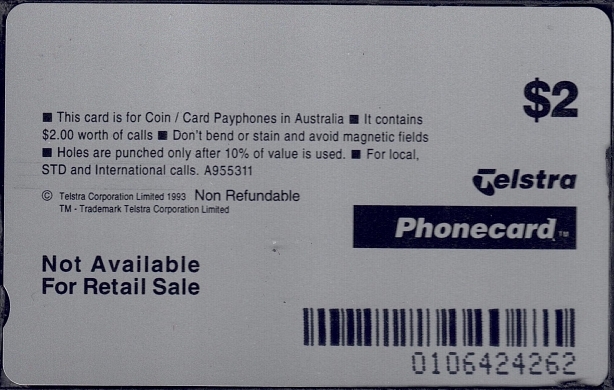 $2
■ This card is for Coin / Card Payphones in Australia ■ It contains
$2.00 worth of calls ■ Don't bend or stain and avoid magnetic fields
■ Holes are punched only after 10% of value is used. ■ For local,
STD and International calls. A955311
© Telstra Corporation Limited 1993 Non Refundable
TM - Trademark Telstra Corporation Limited
Telstra
Phonecard TM
Not Available
For Retail Sale
0106424262